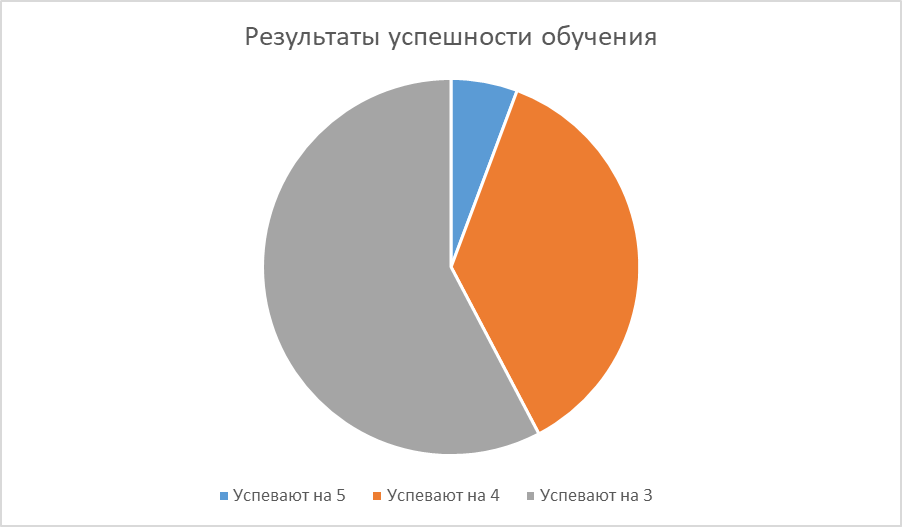 Результаты успешности обучения
Успевают на 5 Успевают на 4 Успевают на 3